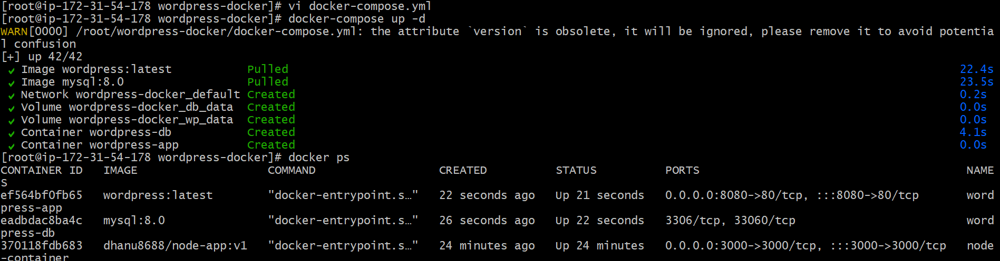 [root@ip-172-31-54-178 wordpress-docker]# vi docker-compose.yml
[root@ip-172-31-54-178 wordpress-docker]# docker-compose up -d
WARN[0000] /root/wordpress-docker/docker-compose.yml: the attribute `version` is obsolete, it will be ignored, please remove it to avoid potentia
l confusion
[+] up 42/42
✔ Image wordpress:latest Pulled 22.4s
✔ Image mysql:8.0 Pulled 23.5s
✔ Network wordpress-docker_default Created 0.2s
✔ Volume wordpress-docker_db_data Created 0.0s
✔ Volume wordpress-docker_wp_data Created 0.0s
✔ Container wordpress-db Created 4.1s
✔ Container wordpress-app Created 0.0s
[root@ip-172-31-54-178 wordpress-docker]# docker ps
CONTAINER ID IMAGE COMMAND CREATED STATUS PORTS NAME
S
ef564bf0fb65 wordpress:latest "docker-entrypoint.s…" 22 seconds ago Up 21 seconds 0.0.0.0:8080->80/tcp, :::8080->80/tcp word
press-app
eadbdac8ba4c mysql:8.0 "docker-entrypoint.s…" 26 seconds ago Up 22 seconds 3306/tcp, 33060/tcp word
press-db
370118fdb683 dhanu8688/node-app:v1 "docker-entrypoint.s…" 24 minutes ago Up 24 minutes 0.0.0.0:3000->3000/tcp, :::3000->3000/tcp node
-container